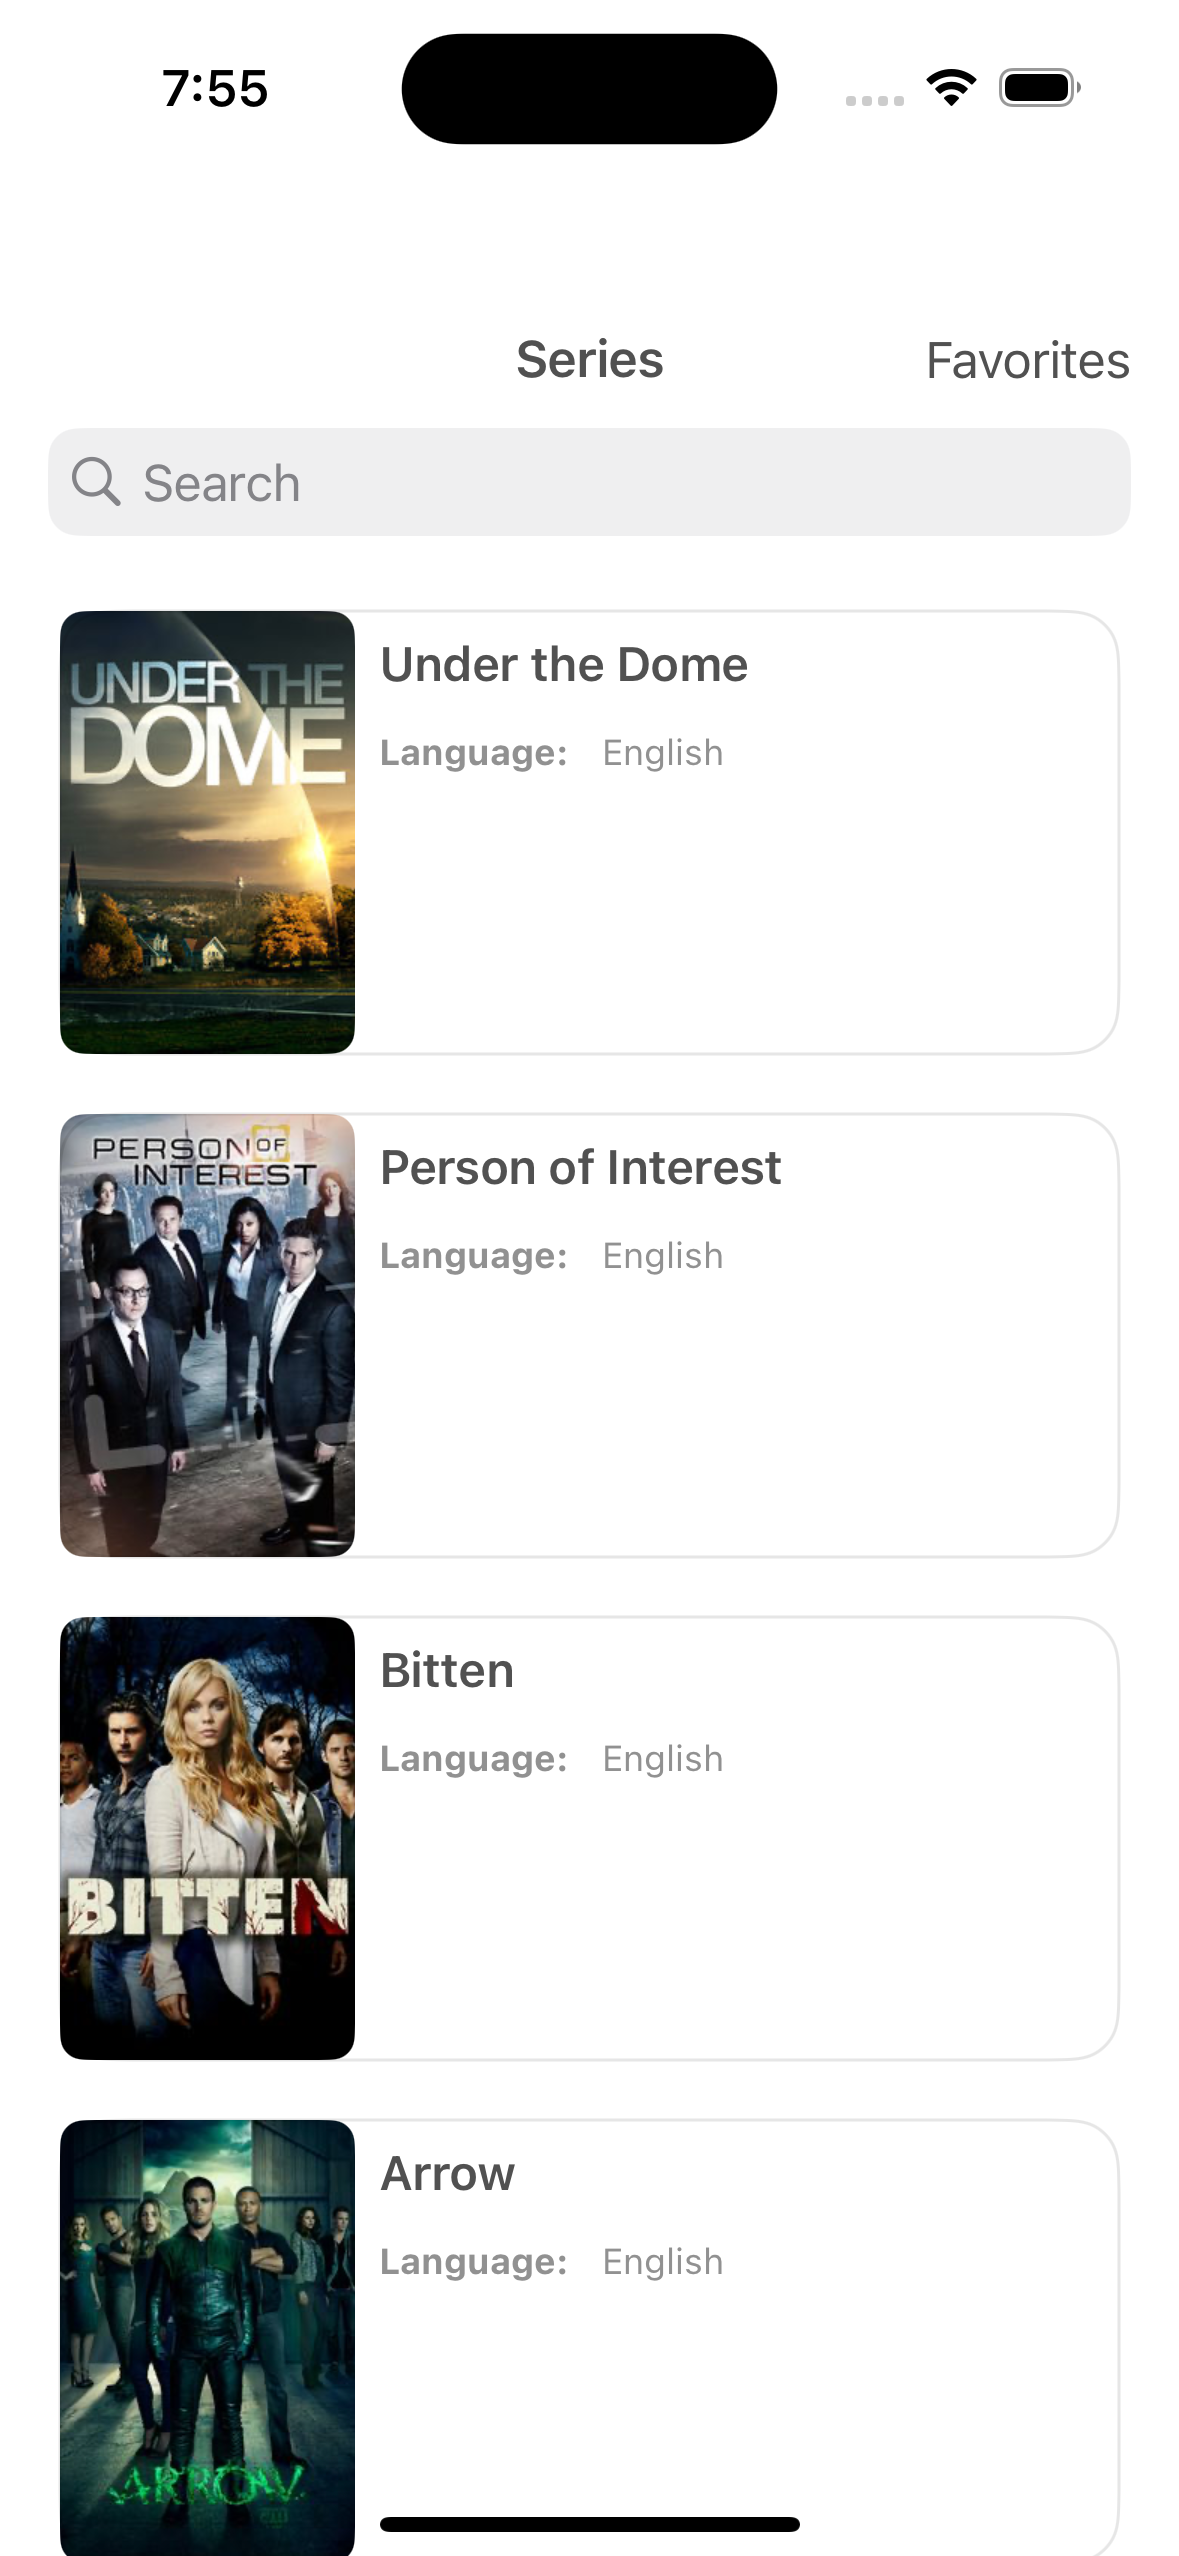 7:55
Series
Favorites
Search
UNDER THE
DOME
Under the Dome
Language: English
PERSON OF
INTEREST
Person of Interest
Language: English
BITTEN
Bitten
Language: English
Arrow
Language: English
ARROW